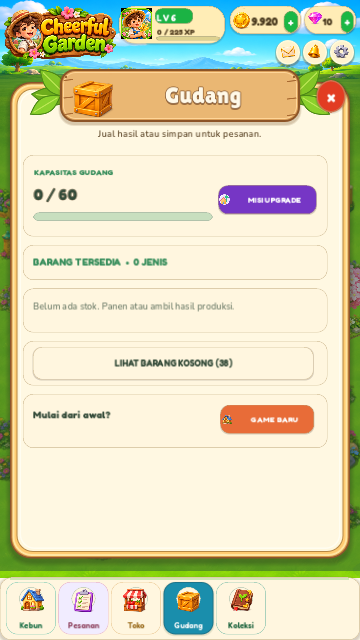 Cheerful
Garden
LV 6
0 / 225 XP
9.920
+
10
+
Gudang
×
Jual hasil atau simpan untuk pesanan.
KAPASITAS GUDANG
0 / 60
MISI UPGRADE
BARANG TERSEDIA • 0 JENIS
Belum ada stok. Panen atau ambil hasil produksi.
LIHAT BARANG KOSONG (38)
Mulai dari awal?
GAME BARU
Kebun
Pesanan
Toko
Gudang
Koleksi